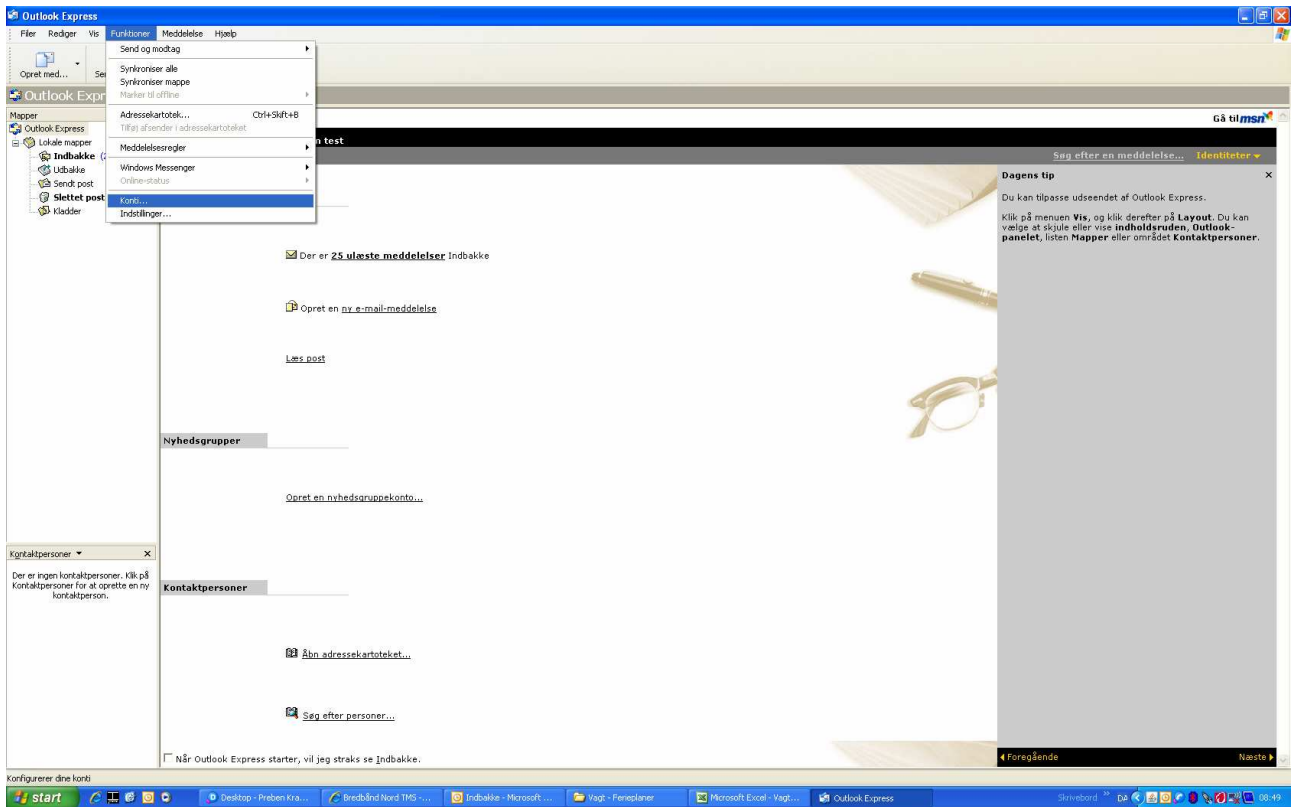 Outlook Express
Filer Rediger Vis Funktioner Meddelelse Hjælp
Opret med...
Send og modtag
Synkroniser alle
Synkroniser mappe
Marker til offline
Adressekartotek... Ctrl+Skift+B
Tilføj afsender i adressekartoteket
Meddelelsesregler
Windows Messenger
Online-status
Konti...
Indstillinger...
Outlook Expr
Mapper
Outlook Express
Lokale mapper
Indbakke
Udbakke
Sendt post
Slettet post
Kladder
Gå til msn
test
Søg efter en meddelelse... Identiteter
Der er 25 ulæste meddelelser Indbakke
Opret en ny e-mail-meddelelse
Læs post
Nyhedsgrupper
Opret en nyhedsgruppekonto...
Kontaktpersoner
Åbn adressekartoteket...
Søg efter personer...
Når Outlook Express starter, vil jeg straks se Indbakke.
Dagens tip
Du kan tilpasse udseendet af Outlook Express.
Klik på menuen Vis, og klik derefter på Layout. Du kan
vælge at skjule eller vise indholdsruden, Outlook-
panelet, listen Mapper eller området Kontaktpersoner.
Foregående Næste
Kontaktpersoner
Der er ingen kontaktpersoner. Klik på
Kontaktpersoner for at oprette en ny
kontaktperson.
Konfigurerer dine konti
start
Desktop - Preben Kra...
Bredbånd Nord TMS -...
Indbakke - Microsoft ...
Vagt - Ferieplaner
Microsoft Excel - Vagt...
Outlook Express
Skrivebord
DA
08:49